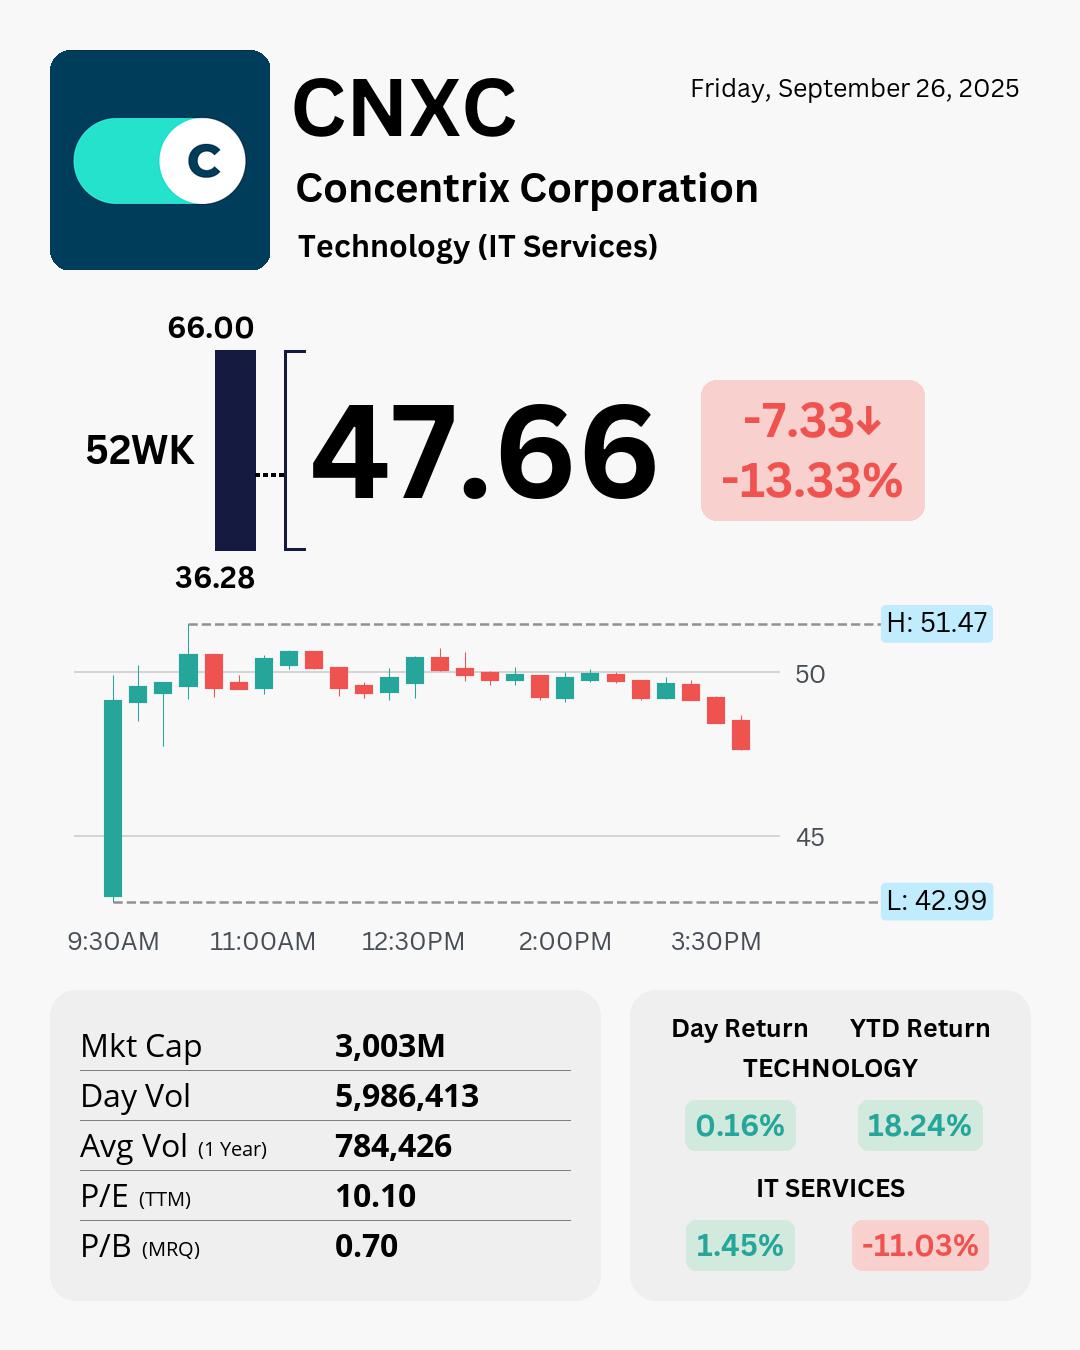 C
CNXC
Friday, September 26, 2025
Concentrix Corporation
Technology (IT Services)
66.00
52WK
47.66
-7.33↓
-13.33%
36.28
H: 51.47
50
45
L: 42.99
9:30AM 11:00AM 12:30PM 2:00PM 3:30PM
Mkt Cap 3,003M
Day Vol 5,986,413
Avg Vol (1 Year) 784,426
P/E (TTM) 10.10
P/B (MRQ) 0.70
Day Return YTD Return
TECHNOLOGY
0.16% 18.24%
IT SERVICES
1.45% -11.03%